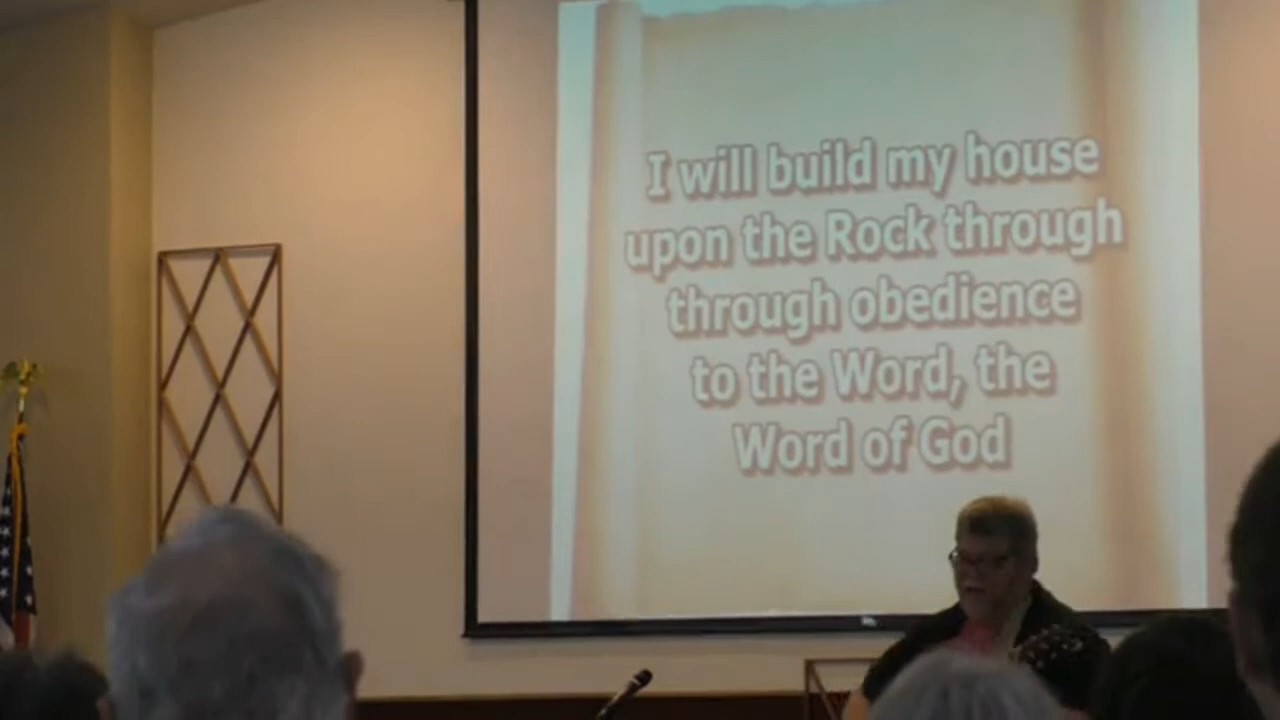 I will build my house
upon the Rock through
through obedience
to the Word, the
Word of God